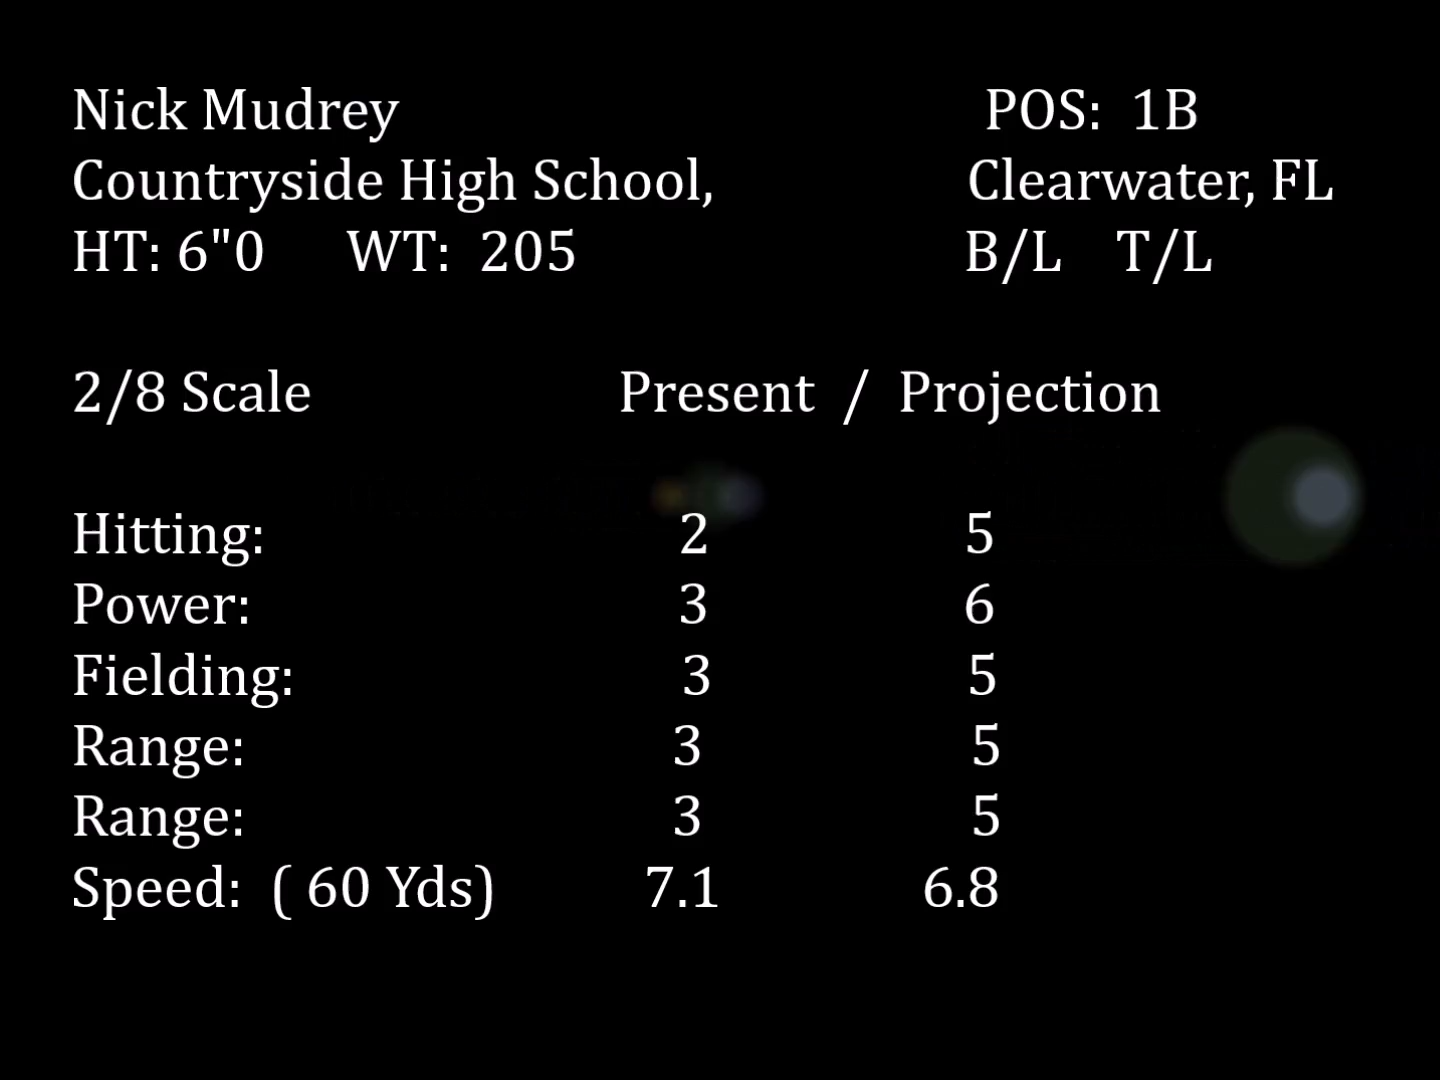 Nick Mudrey POS: 1B
Countryside High School, Clearwater, FL
HT: 6"0 WT: 205 B/L T/L
2/8 Scale Present / Projection
Hitting: 2 5
Power: 3 6
Fielding: 3 5
Range: 3 5
Range: 3 5
Speed: ( 60 Yds) 7.1 6.8